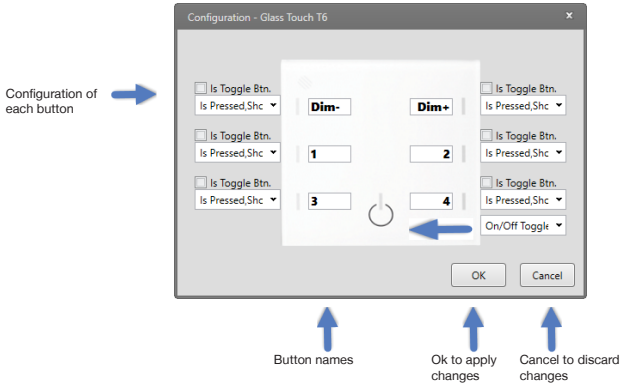 Configuration - Glass Touch T6
x
Is Toggle Btn.
Is Toggle Btn.
Configuration of
each button
Is Pressed,Shc
Dim-
Dim+
Is Pressed,Shc
Is Toggle Btn.
Is Toggle Btn.
Is Pressed,Shc
1
2
Is Pressed,Shc
Is Toggle Btn.
Is Toggle Btn.
Is Pressed,Shc
3
4
Is Pressed,Shc
On/Off Toggle
OK
Cancel
Button names
Ok to apply
changes
Cancel to discard
changes